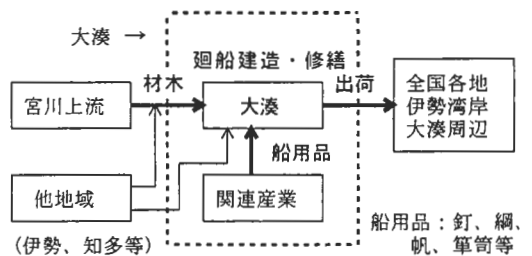 大湊 →
廻船建造・修繕
材木
出荷
宮川上流
大湊
全国各地
伊勢湾岸
大湊周辺
船用品
他地域
関連産業
(伊勢、知多等)
船用品：釘、綱、
帆、箪笥等